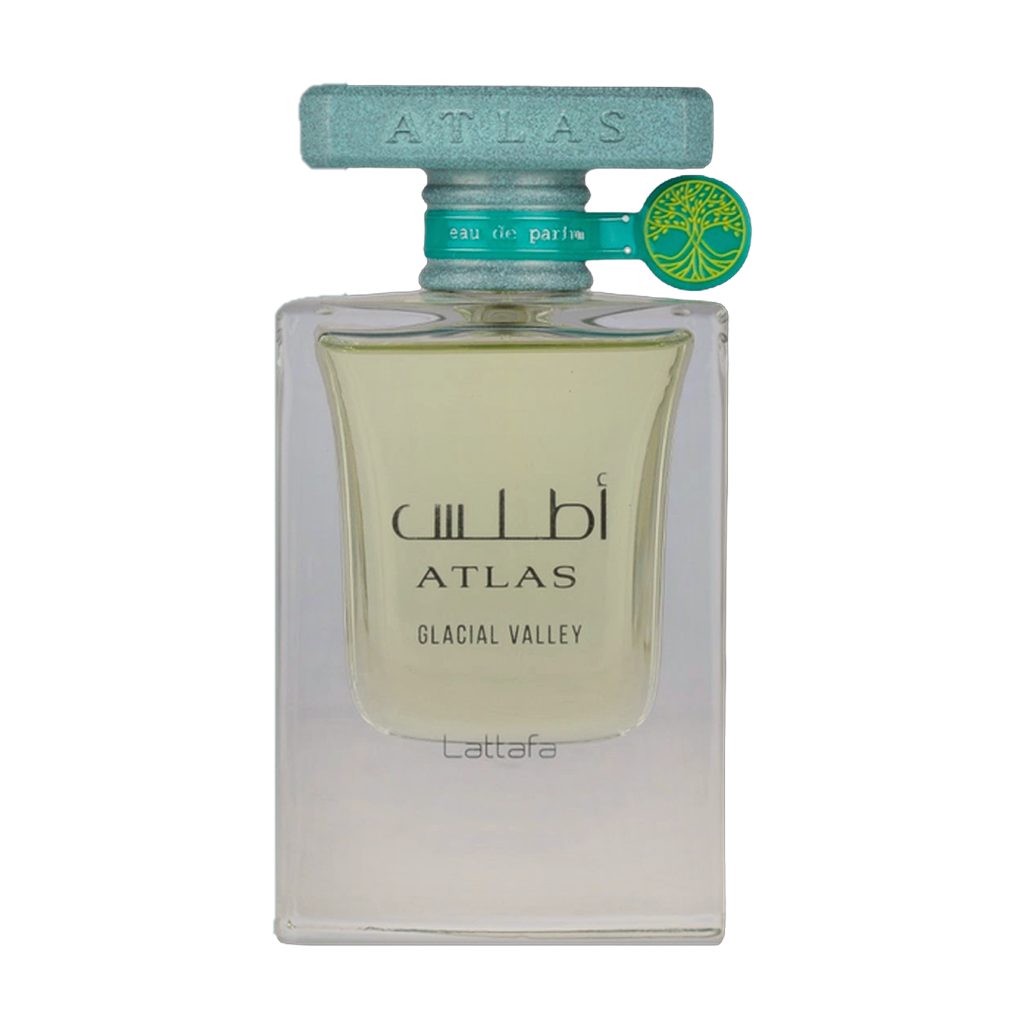 ATLAS
eau de parfum
أطلس
ATLAS
GLACIAL VALLEY
Lattafa